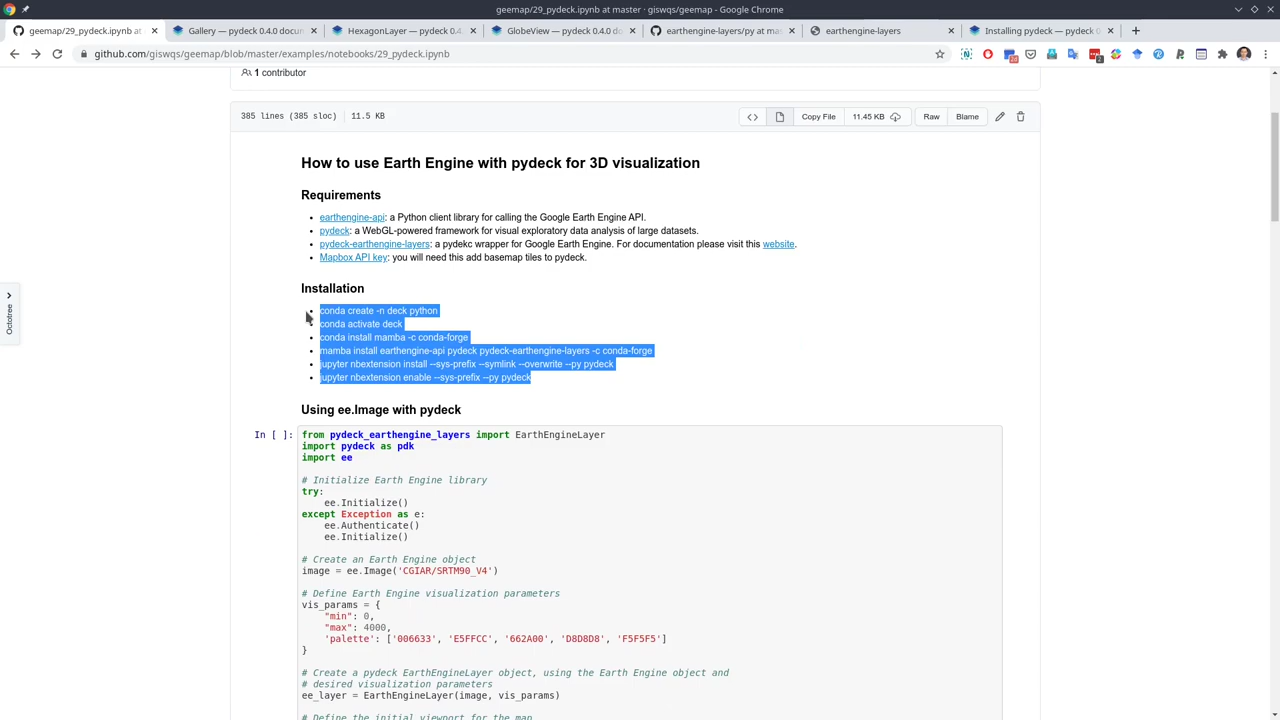 geemap/29_pydeck.ipynb at master · giswqs/geemap - Google Chrome
geemap/29_pydeck.ipynb at ma
Gallery — pydeck 0.4.0 docum
HexagonLayer — pydeck 0.4.
GlobeView — pydeck 0.4.0 do
earthengine-layers/py at mas
earthengine-layers
Installing pydeck — pydeck 0
github.com/giswqs/geemap/blob/master/examples/notebooks/29_pydeck.ipynb
1 contributor
385 lines (385 sloc) 11.5 KB
Copy File
11.45 KB
Raw
Blame
How to use Earth Engine with pydeck for 3D visualization
Requirements
• earthengine-api: a Python client library for calling the Google Earth Engine API.
• pydeck: a WebGL-powered framework for visual exploratory data analysis of large datasets.
• pydeck-earthengine-layers: a pydekc wrapper for Google Earth Engine. For documentation please visit this website.
• Mapbox API key: you will need this add basemap tiles to pydeck.
Octotree
Installation
• conda create -n deck python
• conda activate deck
• conda install mamba -c conda-forge
• mamba install earthengine-api pydeck pydeck-earthengine-layers -c conda-forge
• jupyter nbextension install --sys-prefix --symlink --overwrite --py pydeck
• jupyter nbextension enable --sys-prefix --py pydeck
Using ee.Image with pydeck
In [ ]:
from pydeck_earthengine_layers import EarthEngineLayer
import pydeck as pdk
import ee
# Initialize Earth Engine library
try:
    ee.Initialize()
except Exception as e:
    ee.Authenticate()
    ee.Initialize()
# Create an Earth Engine object
image = ee.Image('CGIAR/SRTM90_V4')
# Define Earth Engine visualization parameters
vis_params = {
    "min": 0,
    "max": 4000,
    'palette': ['006633', 'E5FFCC', '662A00', 'D8D8D8', 'F5F5F5']
}
# Create a pydeck EarthEngineLayer object, using the Earth Engine object and
# desired visualization parameters
ee_layer = EarthEngineLayer(image, vis_params)
# Define the initial viewport for the map